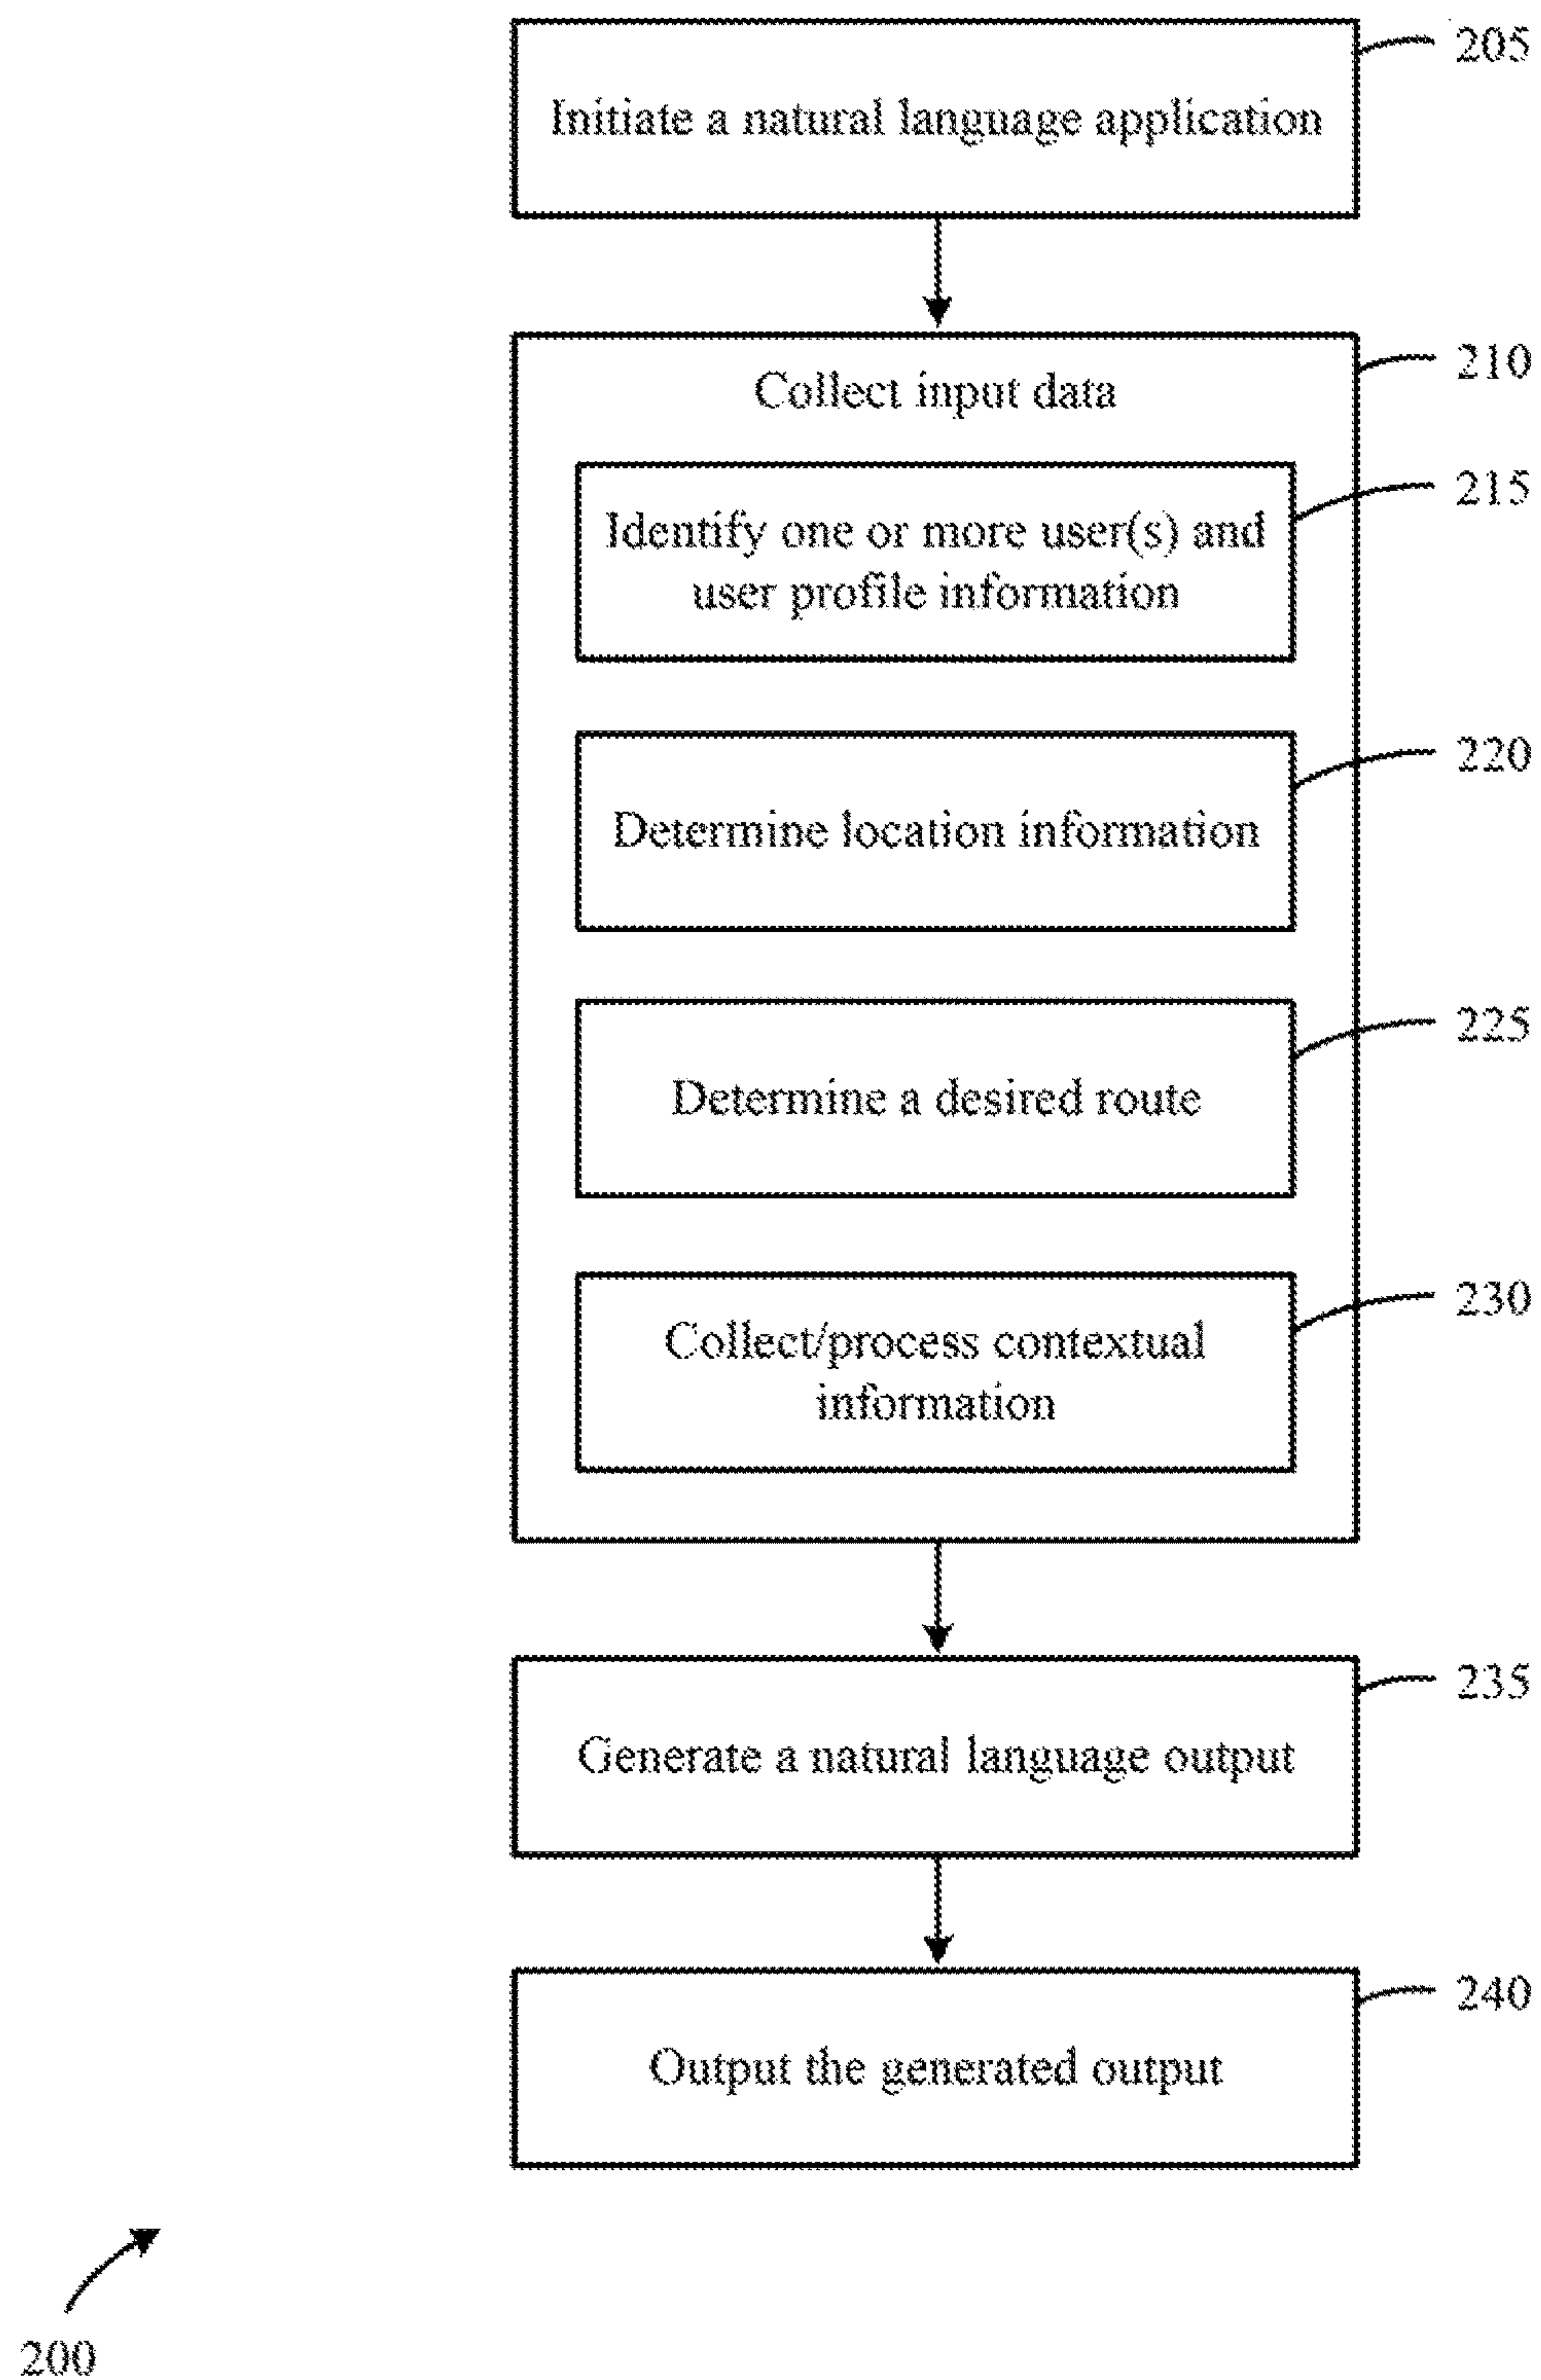 205
Initiate a natural language application
210
Collect input data
215
Identify one or more user(s) and
user profile information
220
Determine location information
225
Determine a desired route
230
Collect/process contextual
information
235
Generate a natural language output
240
Output the generated output
200